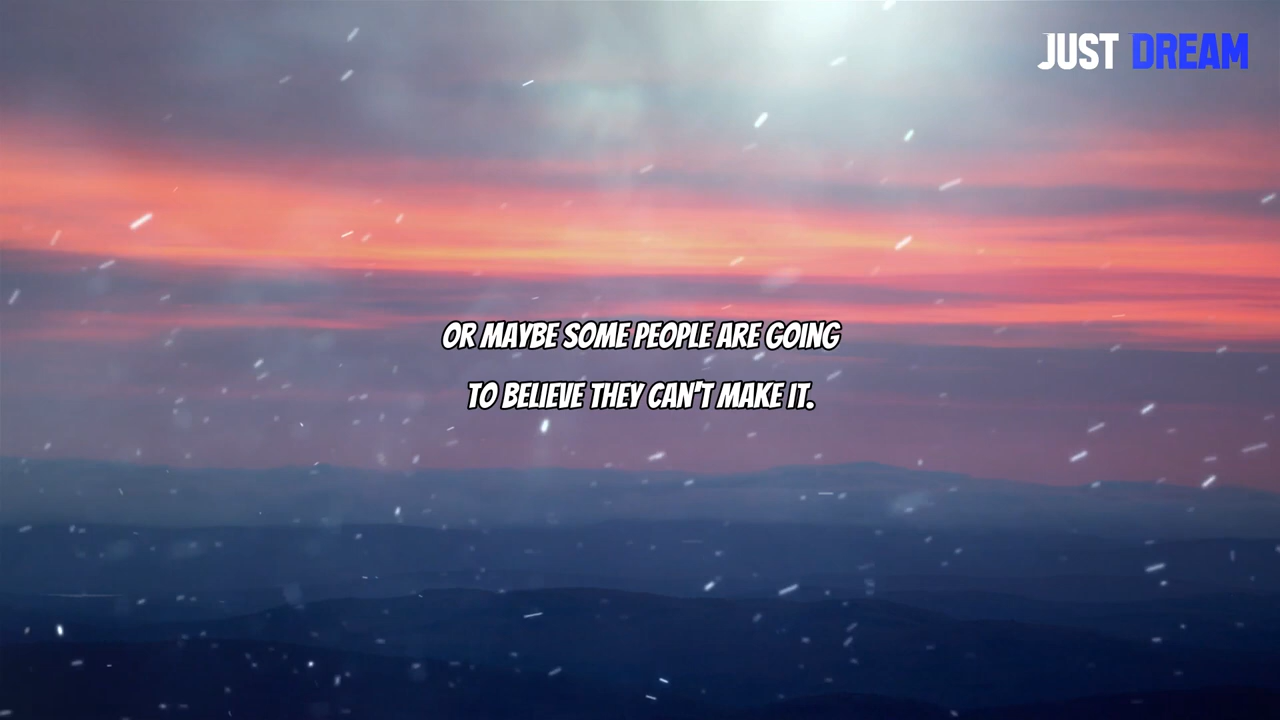 JUST DREAM
OR MAYBE SOME PEOPLE ARE GOING
TO BELIEVE THEY CAN'T MAKE IT.